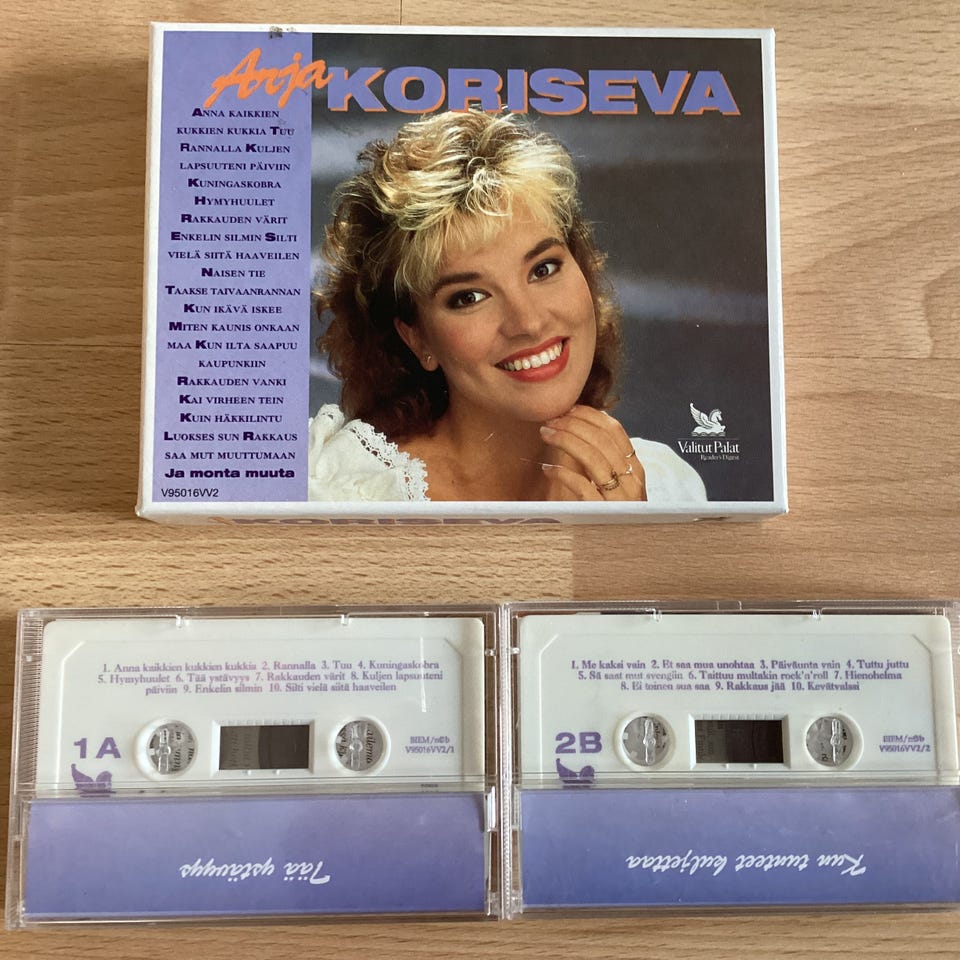 Arja KORISEVA
ANNA KAIKKIEN
KUKKIEN KUKKIA TUU
RANNALLA KULJEN
LAPSUUTENI PÄIVIIN
KUNINGASKOBRA
HYMYHUULET
RAKKAUDEN VÄRIT
ENKELIN SILMIN SILTI
VIELÄ SIITÄ HAAVEILEN
NAISEN TIE
TAAKSE TAIVAANRANNAN
KUN IKÄVÄ ISKEE
MITEN KAUNIS ONKAAN
MAA KUN ILTA SAAPUU
KAUPUNKIIN
RAKKAUDEN VANKI
KAI VIRHEEN TEIN
KUIN HÄKKILINTU
LUOKSES SUN RAKKAUS
SAA MUT MUUTTUMAAN
Ja monta muuta
V95016VV2
Valitut Palat
Reader's Digest
KORISEVA
1. Anna kaikkien kukkien kukkia 2. Rannalla 3. Tuu 4. Kuningaskobra
5. Hymyhuulet 6. Tää ystävyys 7. Rakkauden värit 8. Kuljen lapsuuteni
päiviin 9. Enkelin silmin 10. Silti vielä siitä haaveilen
1A
BIEM/nCb
V95016VV2/1
Tää ystävyys
1. Me kaksi vain 2. Et saa mua unohtaa 3. Päiväunta vain 4. Tuttu juttu
5. Sä saat mut svengiin 6. Taittuu multakin rock'n'roll 7. Hienohelma
8. Ei toinen sua saa 9. Rakkaus jää 10. Kevätvalssi
2B
BIEM/nCb
V95016VV2/2
Kun tunteet kuljettaa